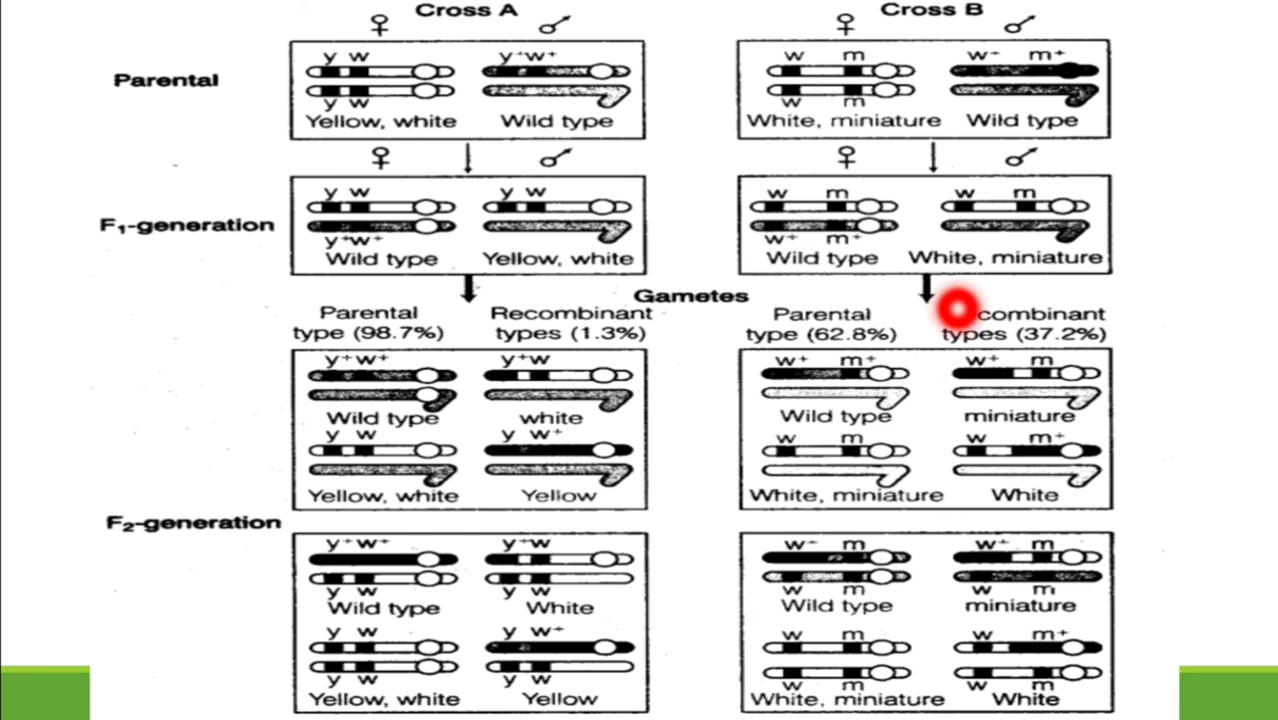 Cross A Cross B
♀ ♂ ♀ ♂
Parental
y w y⁺w⁺ w m w⁺ m⁺
y w w m
Yellow, white Wild type White, miniature Wild type
♀ ♂ ♀ ♂
F₁-generation
y w y w w m w m
y⁺w⁺ w⁺ m⁺
Wild type Yellow, white Wild type White, miniature
Gametes
Parental Recombinant Parental combinant
type (98.7%) types (1.3%) type (62.8%) types (37.2%)
y⁺w⁺ y⁺w w⁺ m⁺ w⁺ m
Wild type white Wild type miniature
y w y w⁺ w m w m⁺
Yellow, white Yellow White, miniature White
F₂-generation
y⁺w⁺ y⁺w w⁺ m w⁺ m
y w y w w m w m
Wild type White Wild type miniature
y w y w⁺ w m w m⁺
y w y w w m w m
Yellow, white Yellow White, miniature White